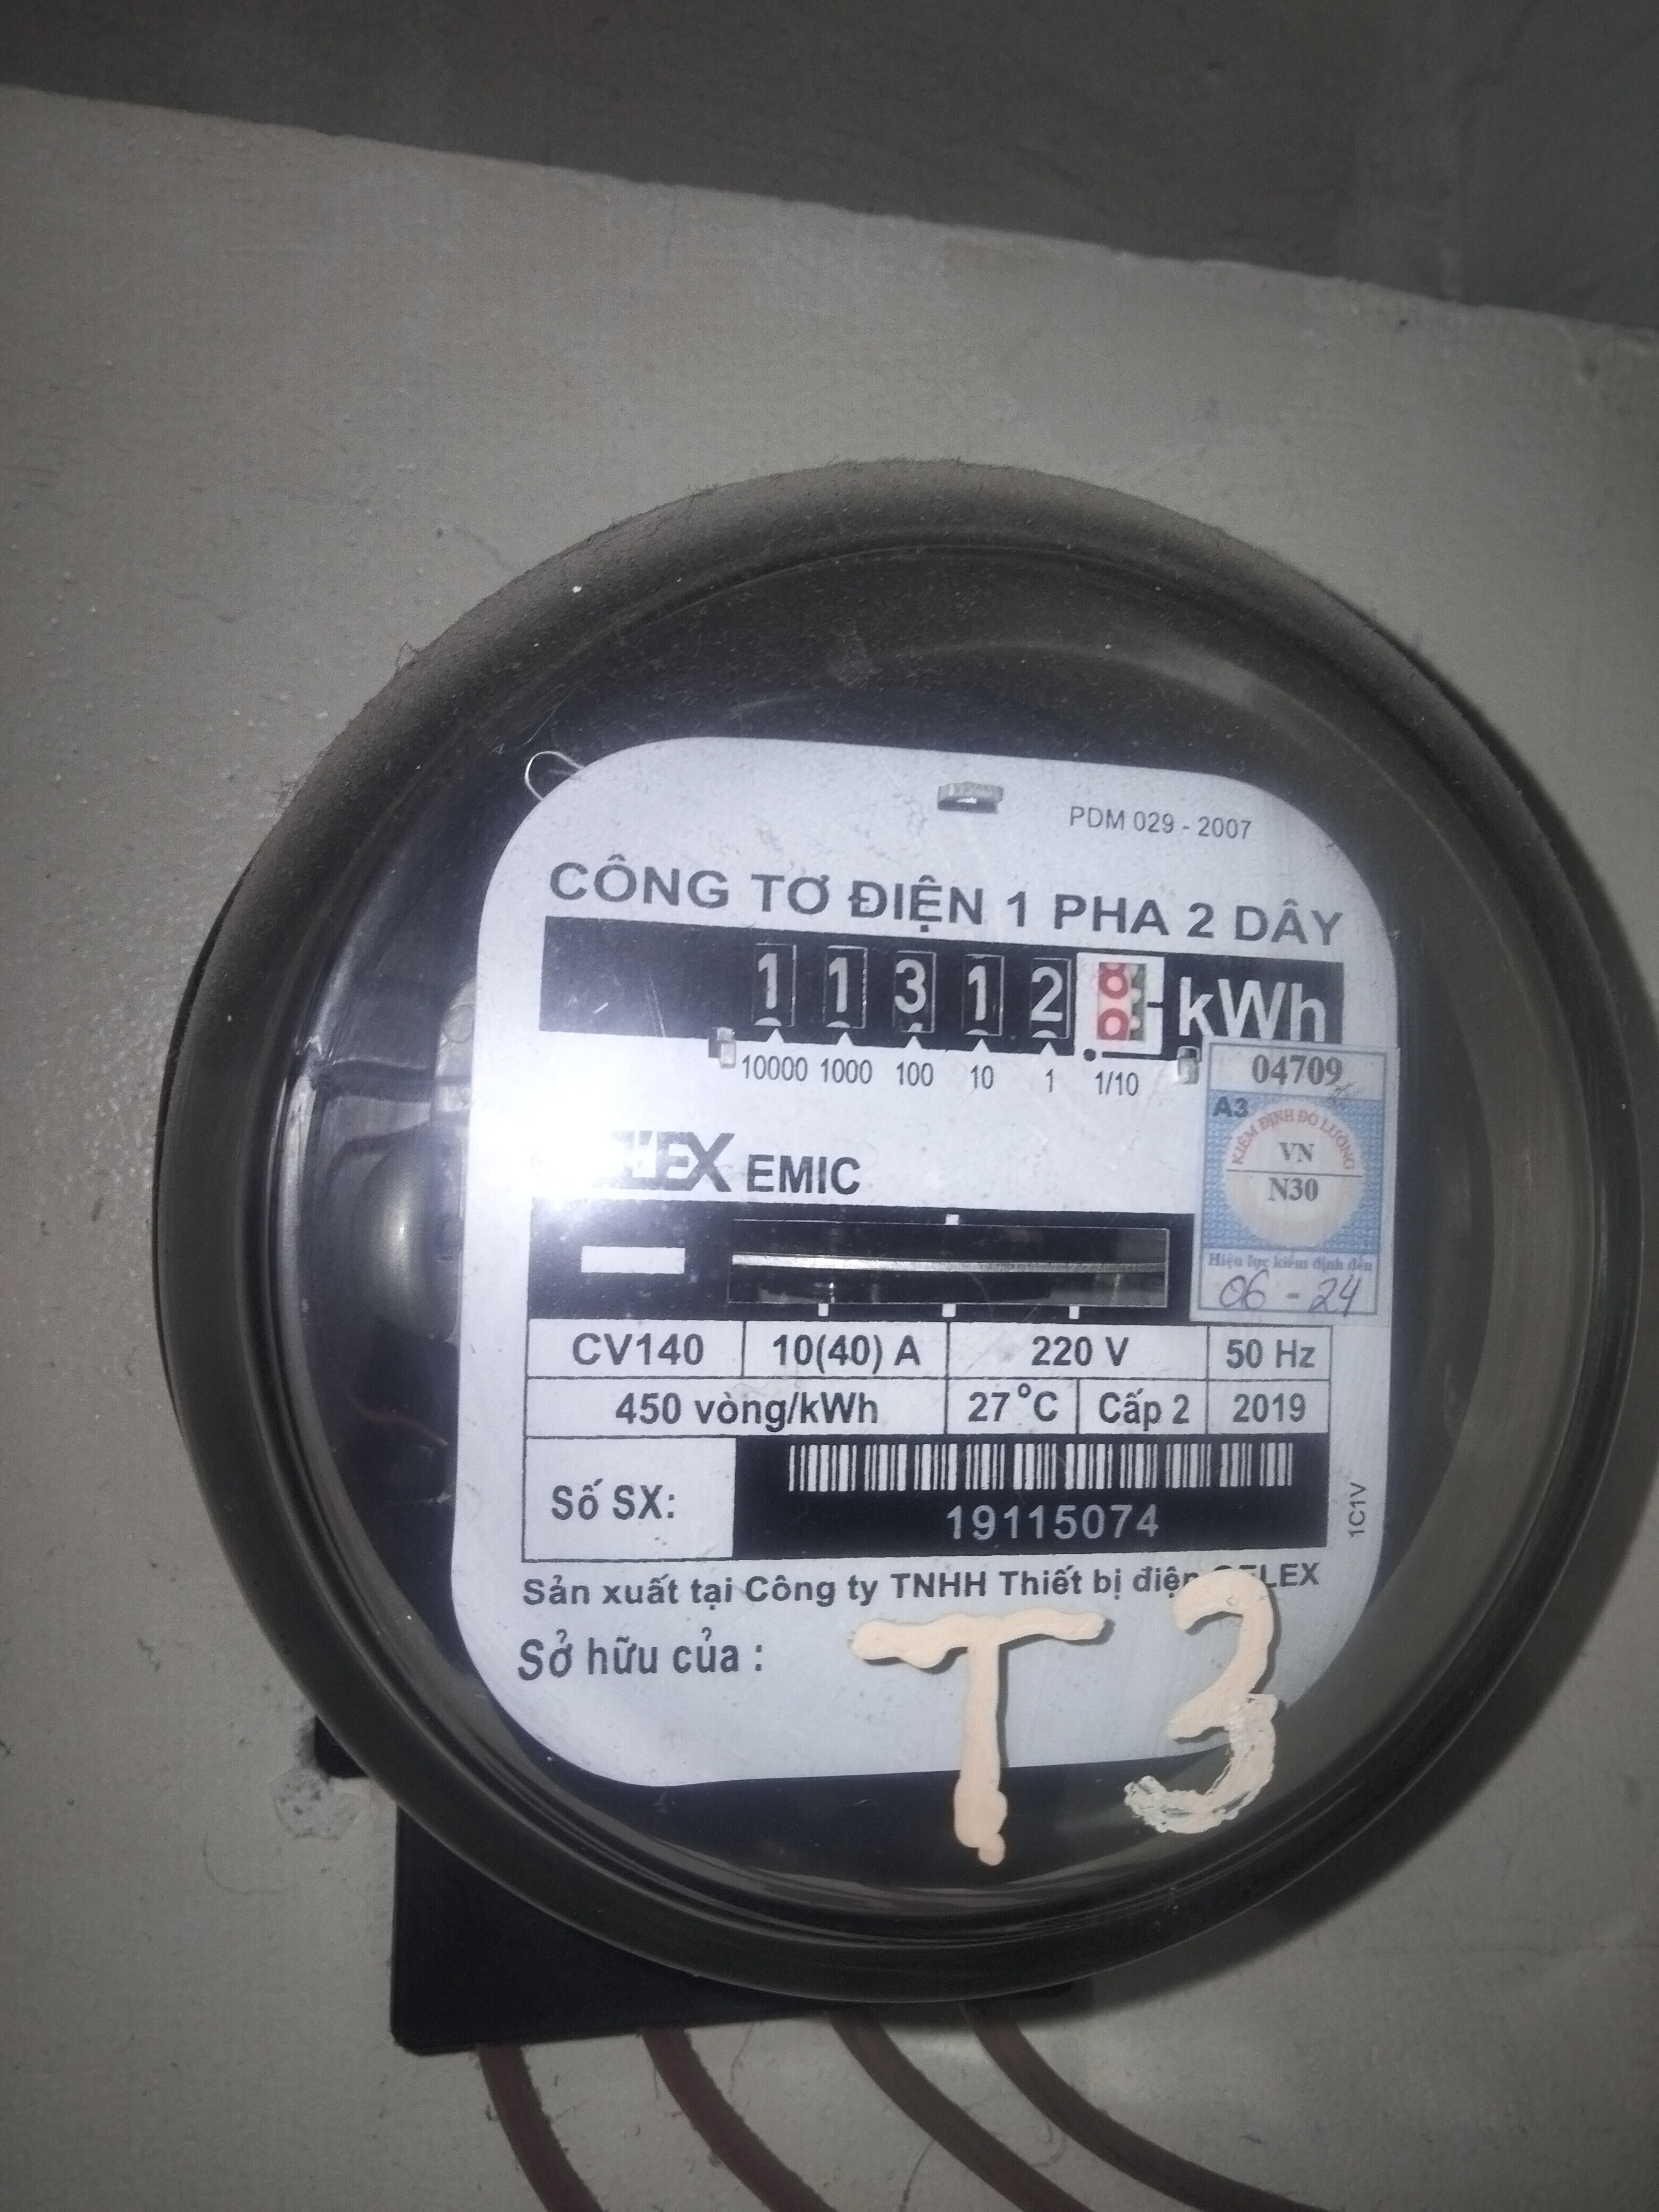 PDM 029 - 2007
CÔNG TƠ ĐIỆN 1 PHA 2 DÂY
1 1 3 1 2 kWh
10000 1000 100 10 1 1/10
04709
A3
KIỂM ĐỊNH ĐO LƯỜNG
VN
N30
Hiệu lực kiểm định đến
06 - 24
EMIC
CV140 10(40) A 220 V 50 Hz
450 vòng/kWh 27°C Cấp 2 2019
Số SX: 19115074
1C1V
Sản xuất tại Công ty TNHH Thiết bị điện GELEX
Sở hữu của :
T 3